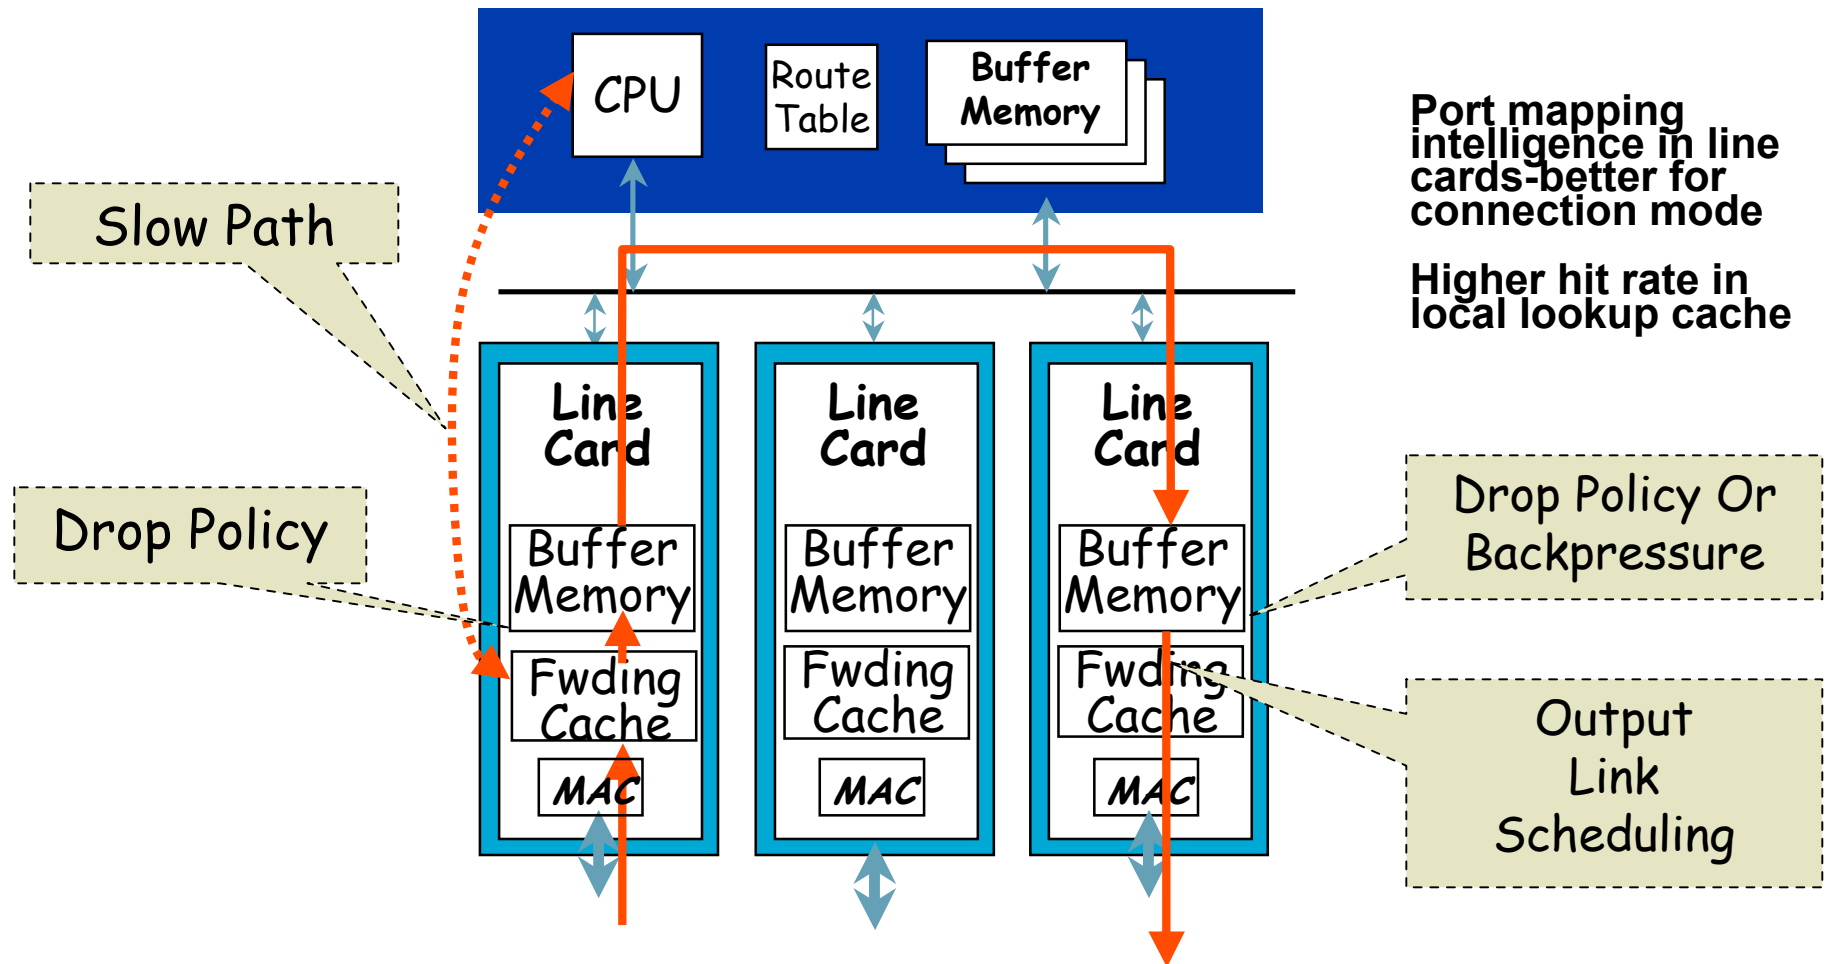 CPU
Route
Table
Buffer
Memory
Port mapping
intelligence in line
cards-better for
connection mode
Higher hit rate in
local lookup cache
Slow Path
Drop Policy
Line
Card
Buffer
Memory
Fwding
Cache
MAC
Line
Card
Buffer
Memory
Fwding
Cache
MAC
Line
Card
Buffer
Memory
Fwding
Cache
MAC
Drop Policy Or
Backpressure
Output
Link
Scheduling